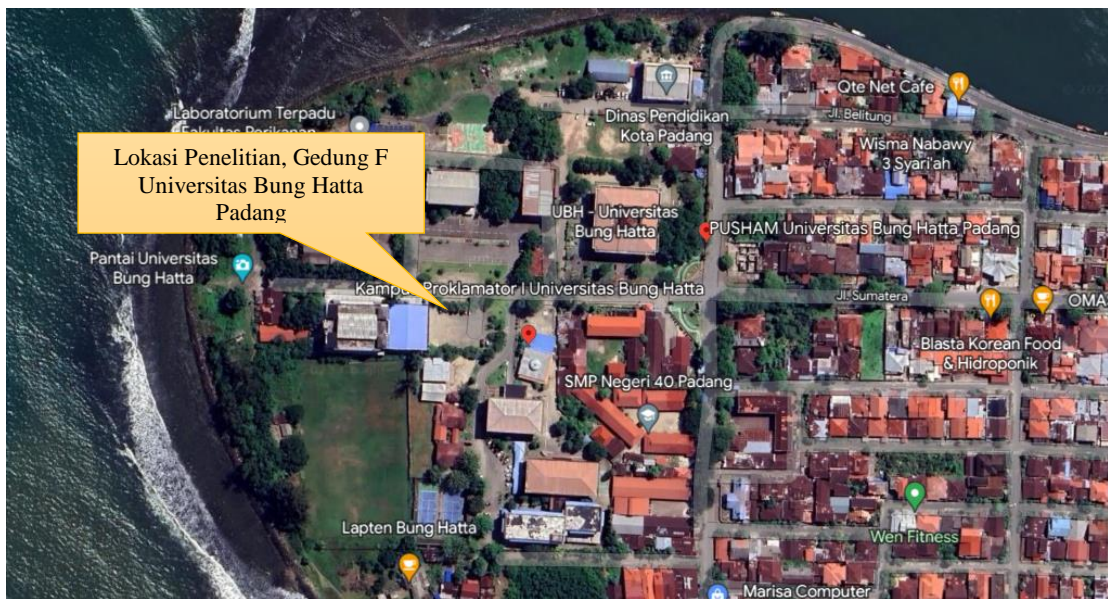 Qte Net Cafe
Jl. Belitung
Dinas Pendidikan
Kota Padang
Laboratorium Terpadu
Fakultas Perikanan
Wisma Nabawy
3 Syari'ah
Lokasi Penelitian, Gedung F
Universitas Bung Hatta
Padang
UBH - Universitas
Bung Hatta
PUSHAM Universitas Bung Hatta Padang
Pantai Universitas
Bung Hatta
Kampus Proklamator I Universitas Bung Hatta
Jl. Sumatera
OMA
Blasta Korean Food
& Hidroponik
SMP Negeri 40 Padang
Lapten Bung Hatta
Wen Fitness
Marisa Computer